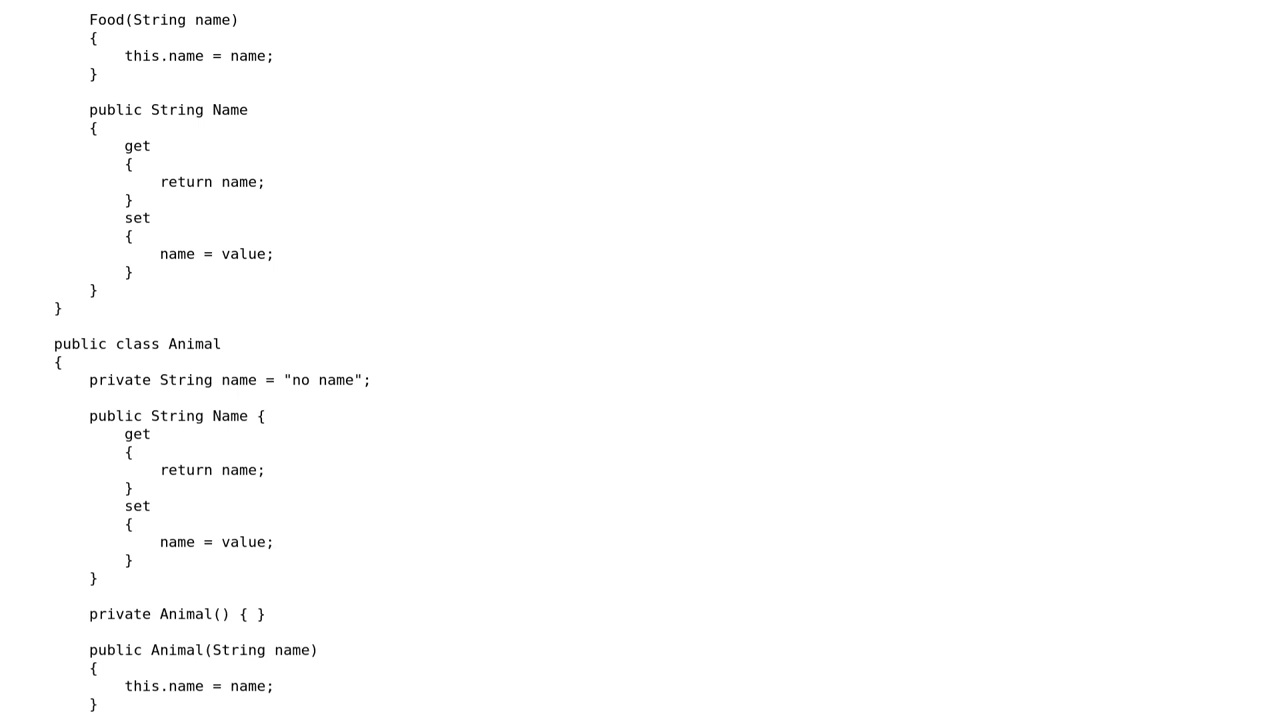 Food(String name)
{
this.name = name;
}
public String Name
{
get
{
return name;
}
set
{
name = value;
}
}
}
public class Animal
{
private String name = "no name";
public String Name {
get
{
return name;
}
set
{
name = value;
}
}
private Animal() { }
public Animal(String name)
{
this.name = name;
}